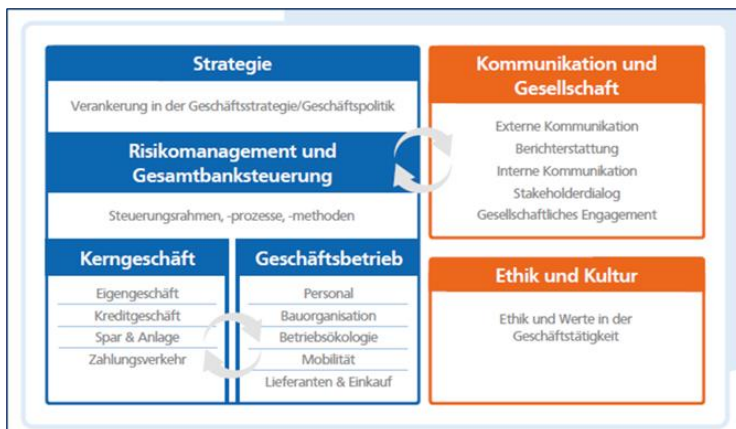 Strategie
Verankerung in der Geschäftsstrategie/Geschäftspolitik
Risikomanagement und
Gesamtbanksteuerung
Steuerungsrahmen, -prozesse, -methoden
Kerngeschäft
Eigengeschäft
Kreditgeschäft
Spar & Anlage
Zahlungsverkehr
Geschäftsbetrieb
Personal
Bauorganisation
Betriebsökologie
Mobilität
Lieferanten & Einkauf
Kommunikation und
Gesellschaft
Externe Kommunikation
Berichterstattung
Interne Kommunikation
Stakeholderdialog
Gesellschaftliches Engagement
Ethik und Kultur
Ethik und Werte in der
Geschäftstätigkeit